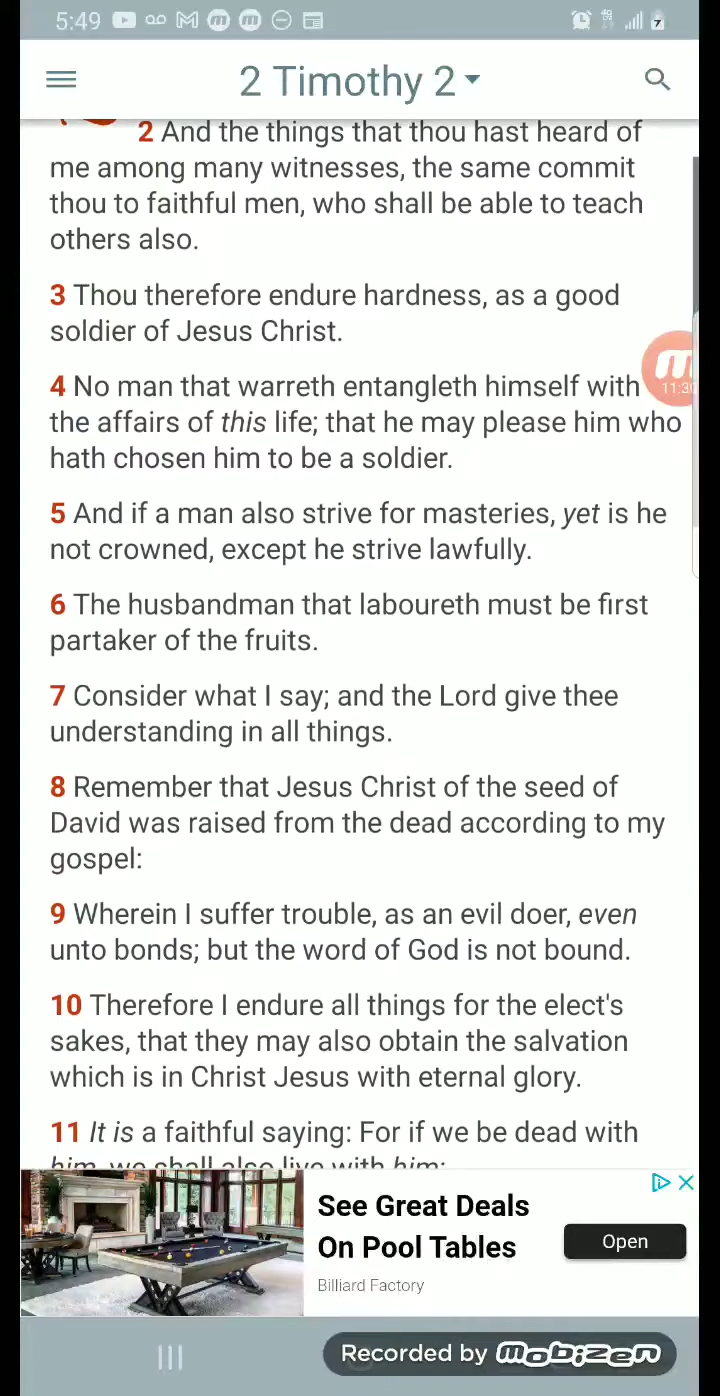 5:49
2 Timothy 2
2 And the things that thou hast heard of
me among many witnesses, the same commit
thou to faithful men, who shall be able to teach
others also.
3 Thou therefore endure hardness, as a good
soldier of Jesus Christ.
11:30
4 No man that warreth entangleth himself with
the affairs of this life; that he may please him who
hath chosen him to be a soldier.
5 And if a man also strive for masteries, yet is he
not crowned, except he strive lawfully.
6 The husbandman that laboureth must be first
partaker of the fruits.
7 Consider what I say; and the Lord give thee
understanding in all things.
8 Remember that Jesus Christ of the seed of
David was raised from the dead according to my
gospel:
9 Wherein I suffer trouble, as an evil doer, even
unto bonds; but the word of God is not bound.
10 Therefore I endure all things for the elect's
sakes, that they may also obtain the salvation
which is in Christ Jesus with eternal glory.
11 It is a faithful saying: For if we be dead with
him, we shall also live with him:
See Great Deals
On Pool Tables
Open
Billiard Factory
Recorded by mobizen